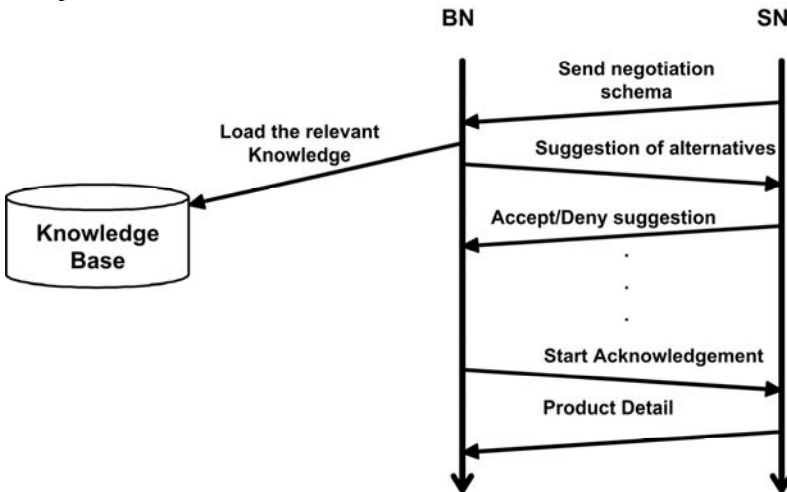 BN
SN
Send negotiation
schema
Load the relevant
Knowledge
Suggestion of alternatives
Accept/Deny suggestion
Knowledge
Base
.
.
.
Start Acknowledgement
Product Detail